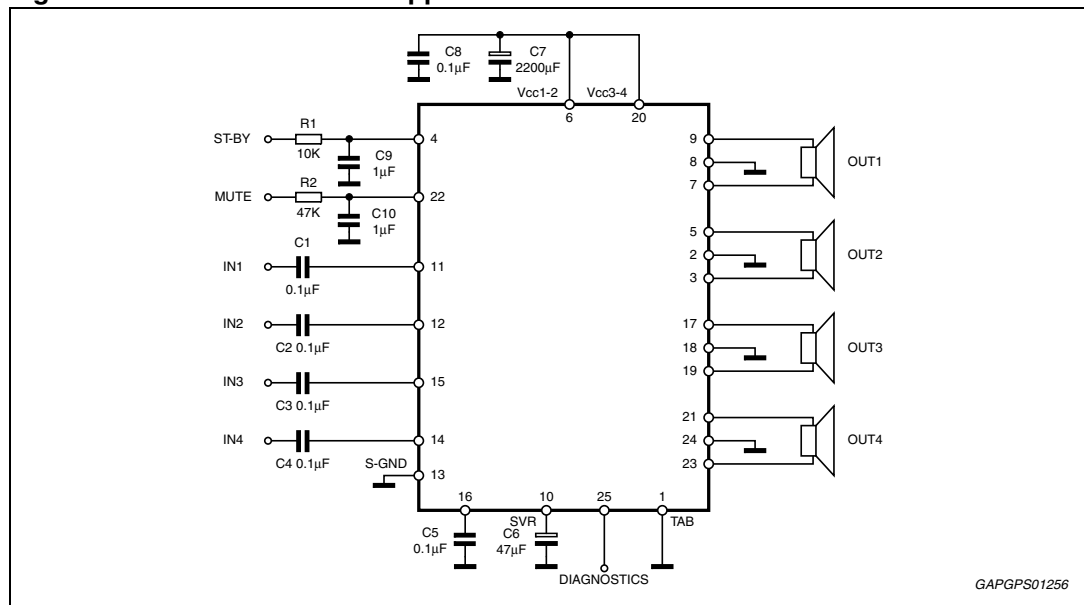 C8
0.1µF
C7
2200µF
Vcc1-2
Vcc3-4
6
20
ST-BY
R1
10K
4
C9
1µF
MUTE
R2
47K
22
C10
1µF
IN1
C1
0.1µF
11
IN2
C2 0.1µF
12
IN3
C3 0.1µF
15
IN4
C4 0.1µF
14
S-GND
13
9
8
7
OUT1
5
2
3
OUT2
17
18
19
OUT3
21
24
23
OUT4
16
10
25
1
SVR
TAB
C5
0.1µF
C6
47µF
DIAGNOSTICS
GAPGPS01256